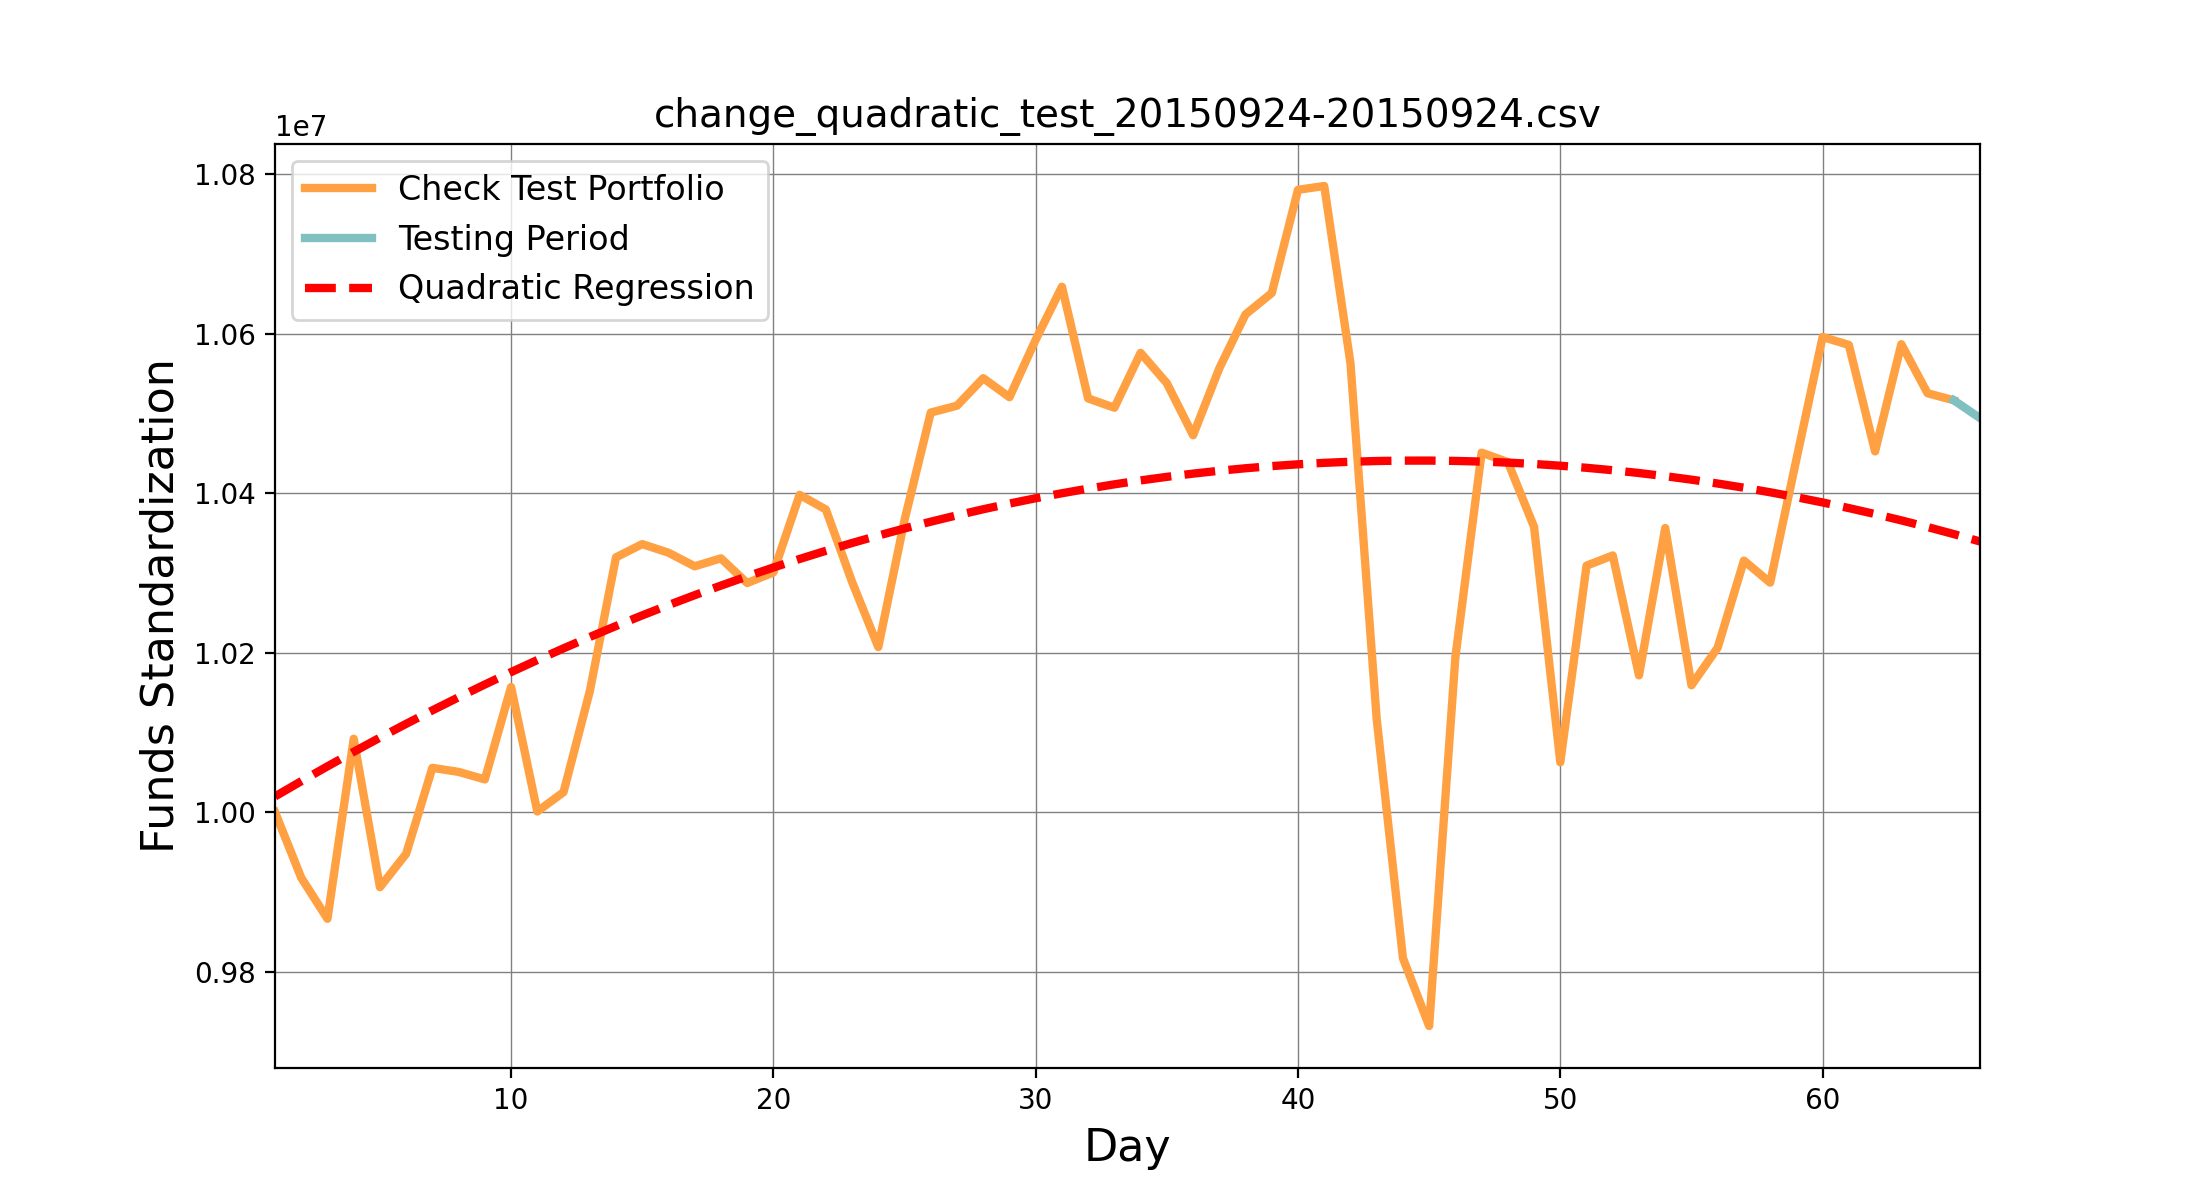 change_quadratic_test_20150924-20150924.csv
1e7
Check Test Portfolio
Testing Period
Quadratic Regression
1.08
1.06
1.04
1.02
1.00
0.98
Funds Standardization
10 20 30 40 50 60
Day